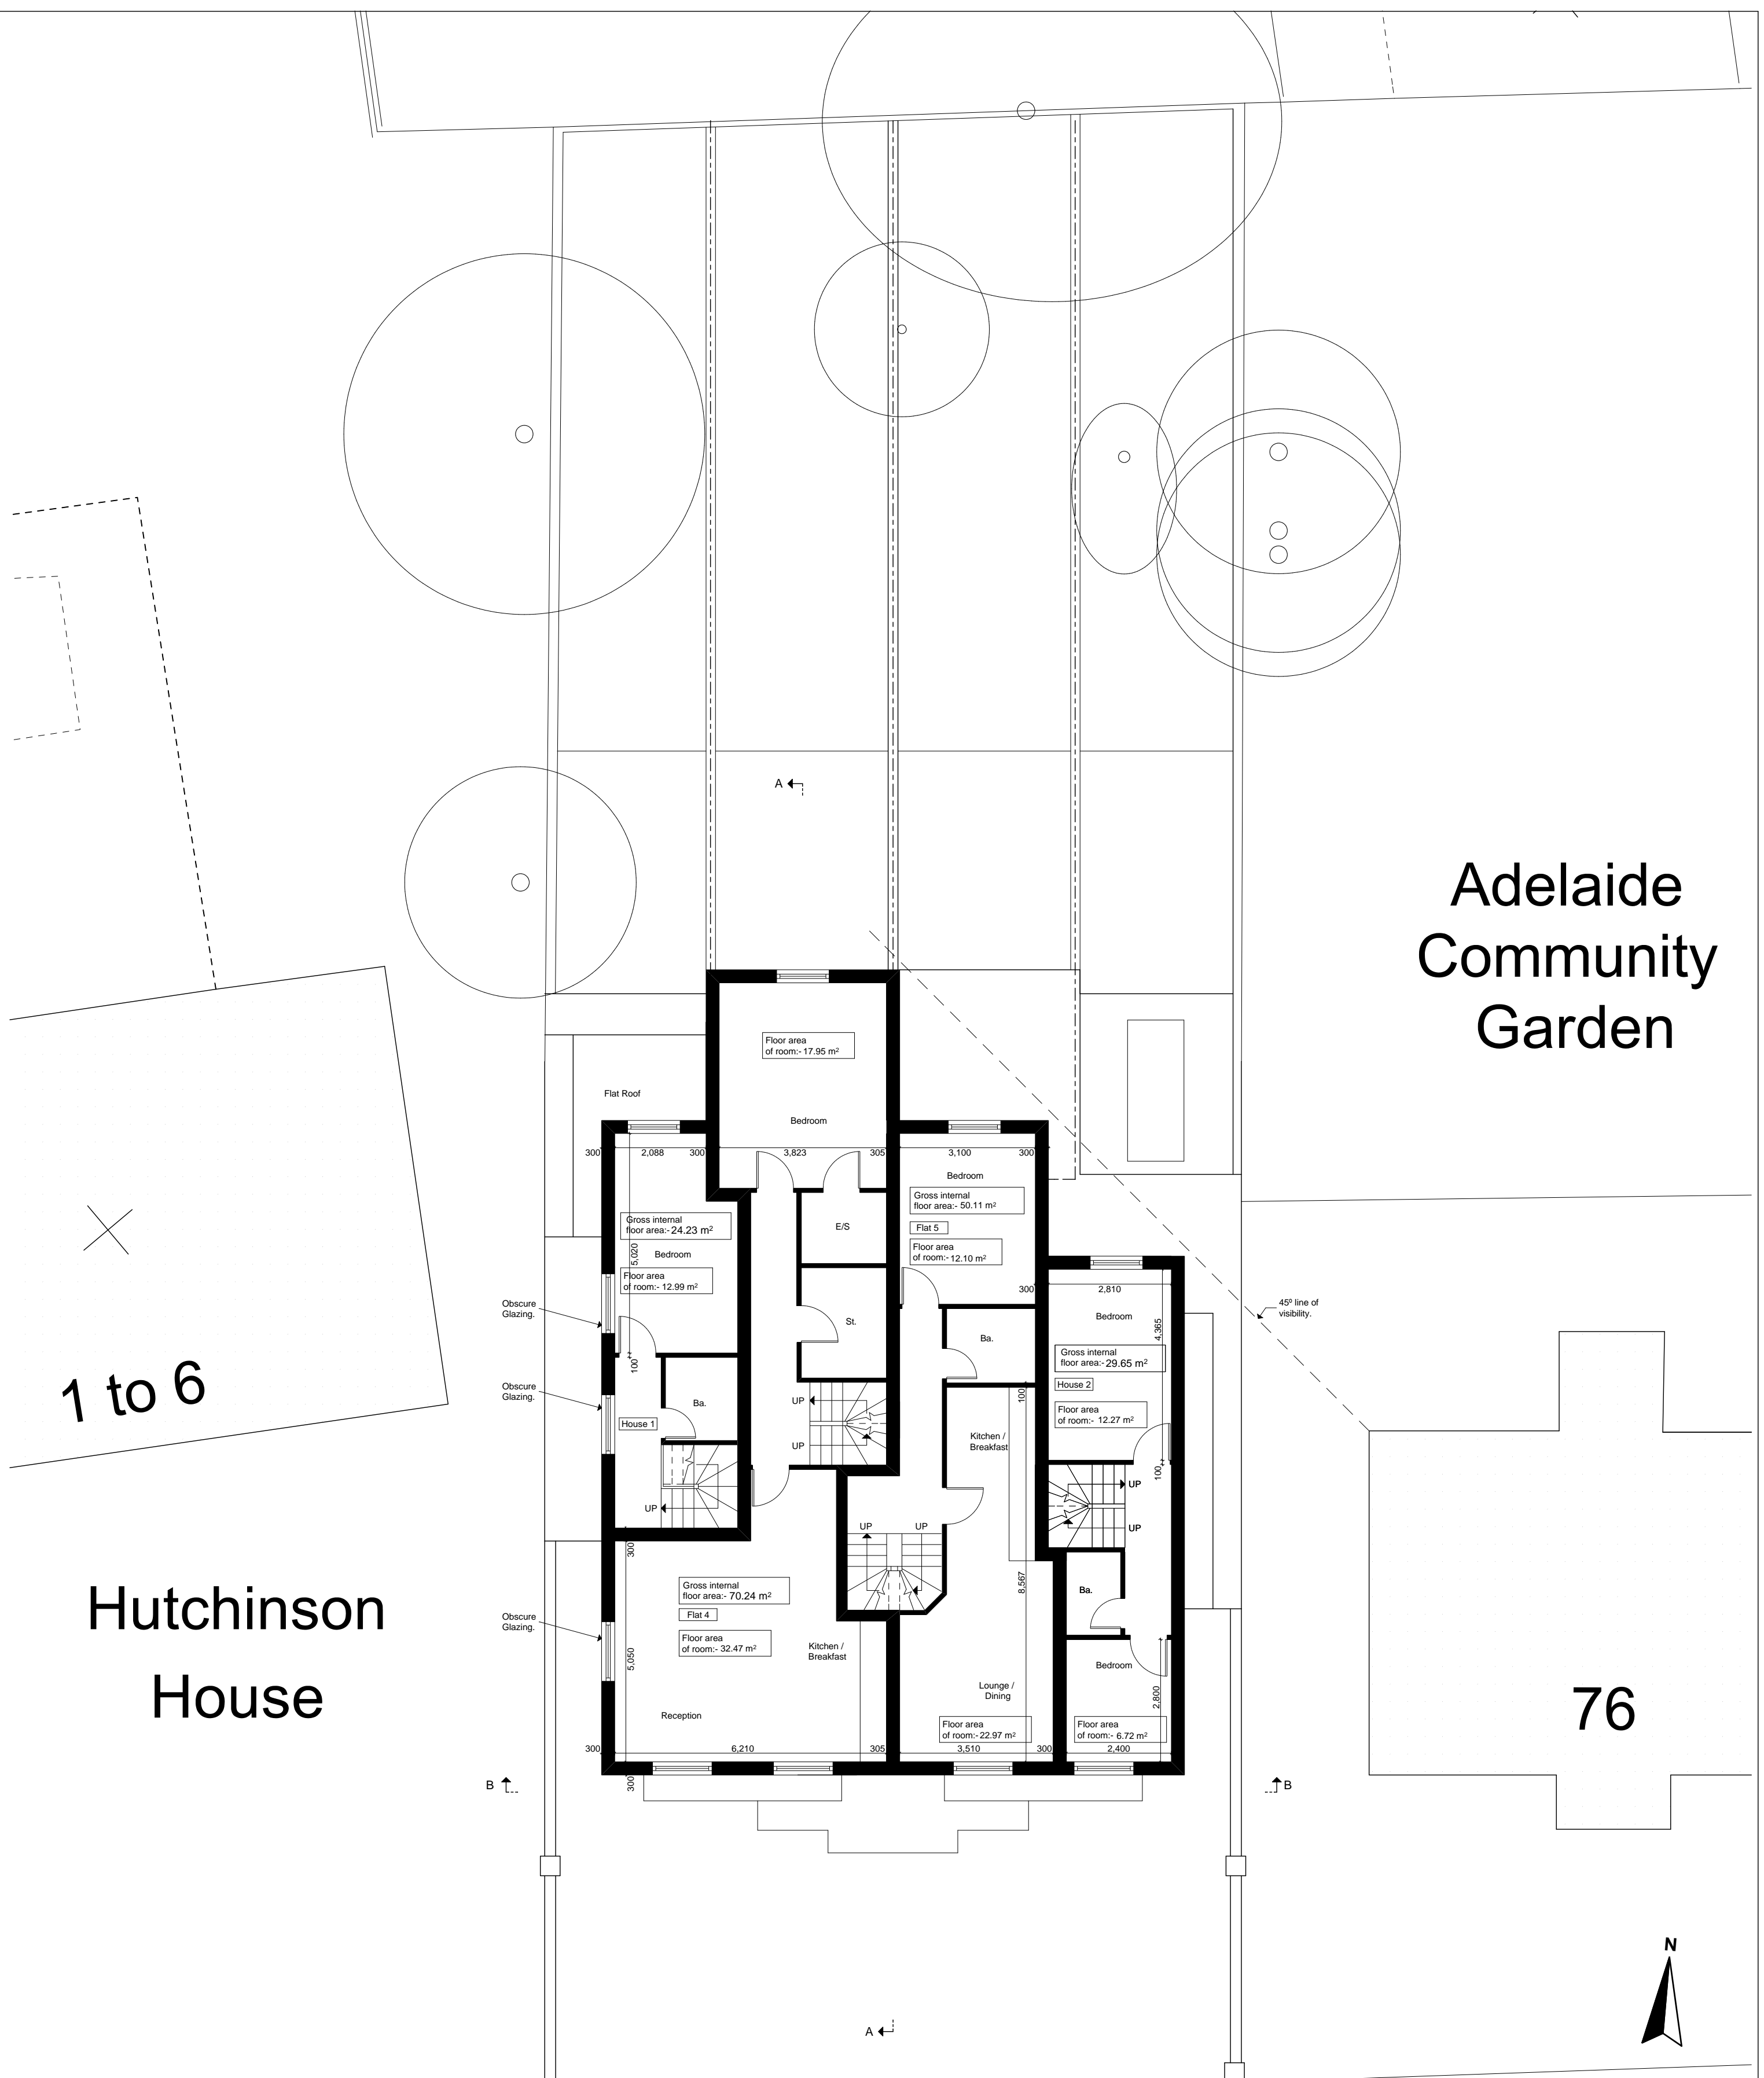 A
Adelaide
Community
Garden
Floor area
of room:- 17.95 m²
Flat Roof
Bedroom
300
2,088
300
3,823
305
3,100
300
Bedroom
Gross internal
floor area:- 50.11 m²
Flat 5
Floor area
of room:- 12.10 m²
Gross internal
floor area:- 24.23 m²
E/S
5,020
Bedroom
Floor area
of room:- 12.99 m²
300
2,810
Obscure
Glazing.
45º line of
visibility.
St.
Ba.
Bedroom
4,365
Gross internal
floor area:- 29.65 m²
House 2
Floor area
of room:- 12.27 m²
100
1 to 6
Obscure
Glazing.
Ba.
House 1
UP
UP
100
Kitchen /
Breakfast
100
UP
UP
UP
UP
UP
300
Hutchinson
House
Gross internal
floor area:- 70.24 m²
Flat 4
Floor area
of room:- 32.47 m²
8,567
Ba.
Obscure
Glazing.
5,050
Kitchen /
Breakfast
Bedroom
Lounge /
Dining
2,800
76
Reception
Floor area
of room:- 22.97 m²
Floor area
of room:- 6.72 m²
300
6,210
305
3,510
300
2,400
B
300
B
N
A